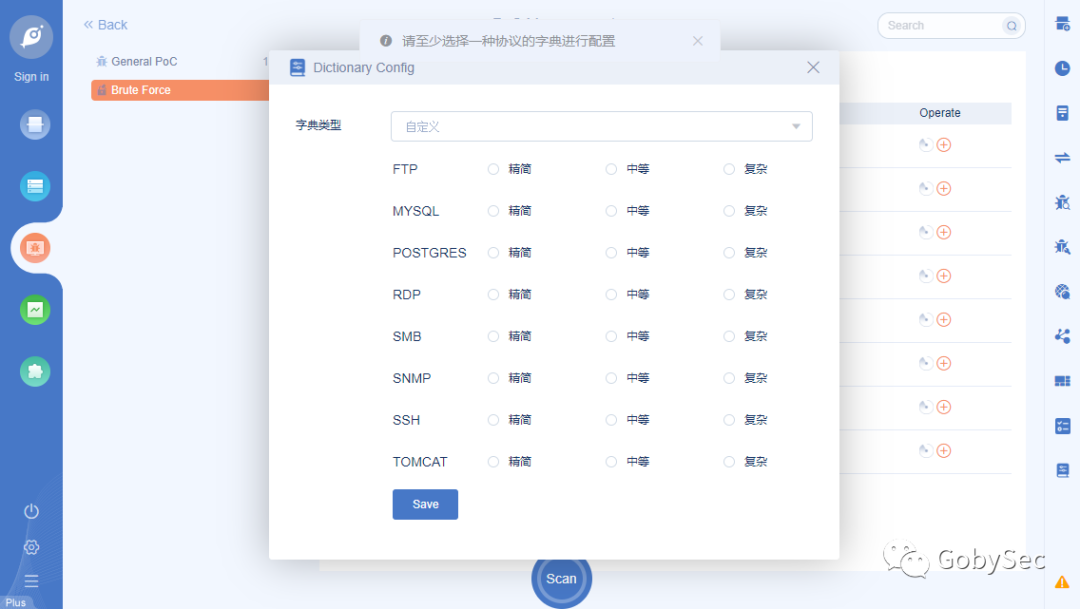 Back
Sign in
General PoC
Brute Force
请至少选择一种协议的字典进行配置
Search
Dictionary Config
Operate
字典类型
自定义
FTP 精简 中等 复杂
MYSQL 精简 中等 复杂
POSTGRES 精简 中等 复杂
RDP 精简 中等 复杂
SMB 精简 中等 复杂
SNMP 精简 中等 复杂
SSH 精简 中等 复杂
TOMCAT 精简 中等 复杂
Save
Scan
GobySec
Plus